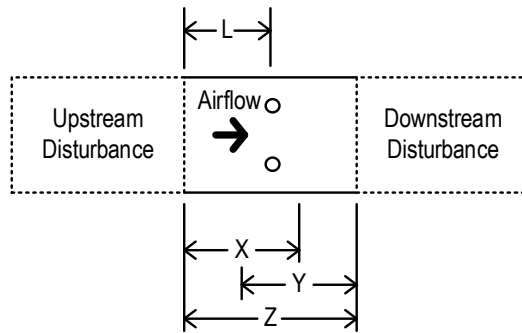 L
Airflow
Upstream
Disturbance
Downstream
Disturbance
X
Y
Z